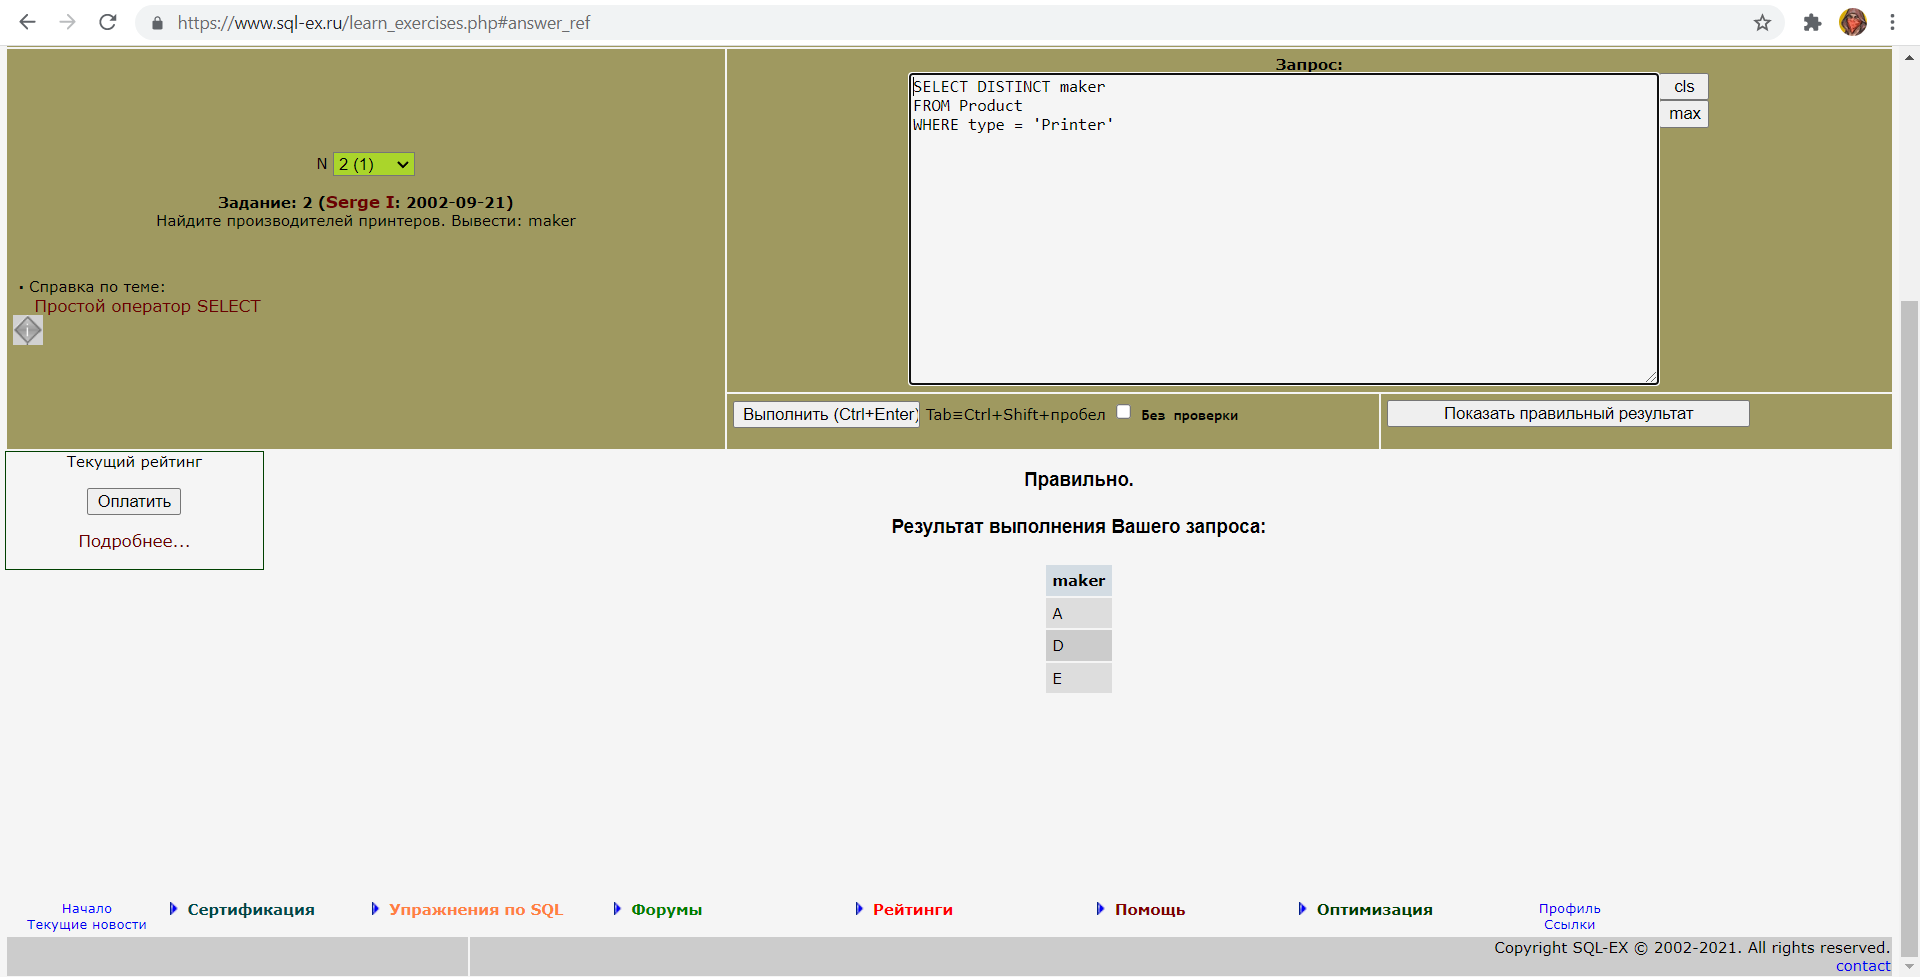 https://www.sql-ex.ru/learn_exercises.php#answer_ref
N 2 (1)
Задание: 2 (Serge I: 2002-09-21)
Найдите производителей принтеров. Вывести: maker
• Справка по теме:
Простой оператор SELECT
Запрос:
SELECT DISTINCT maker
FROM Product
WHERE type = 'Printer'
cls
max
Выполнить (Ctrl+Enter) Tab≡Ctrl+Shift+пробел Без проверки
Показать правильный результат
Текущий рейтинг
Оплатить
Подробнее...
Правильно.
Результат выполнения Вашего запроса:
maker
A
D
E
Начало
Текущие новости
Сертификация
Упражнения по SQL
Форумы
Рейтинги
Помощь
Оптимизация
Профиль
Ссылки
Copyright SQL-EX © 2002-2021. All rights reserved.
contact